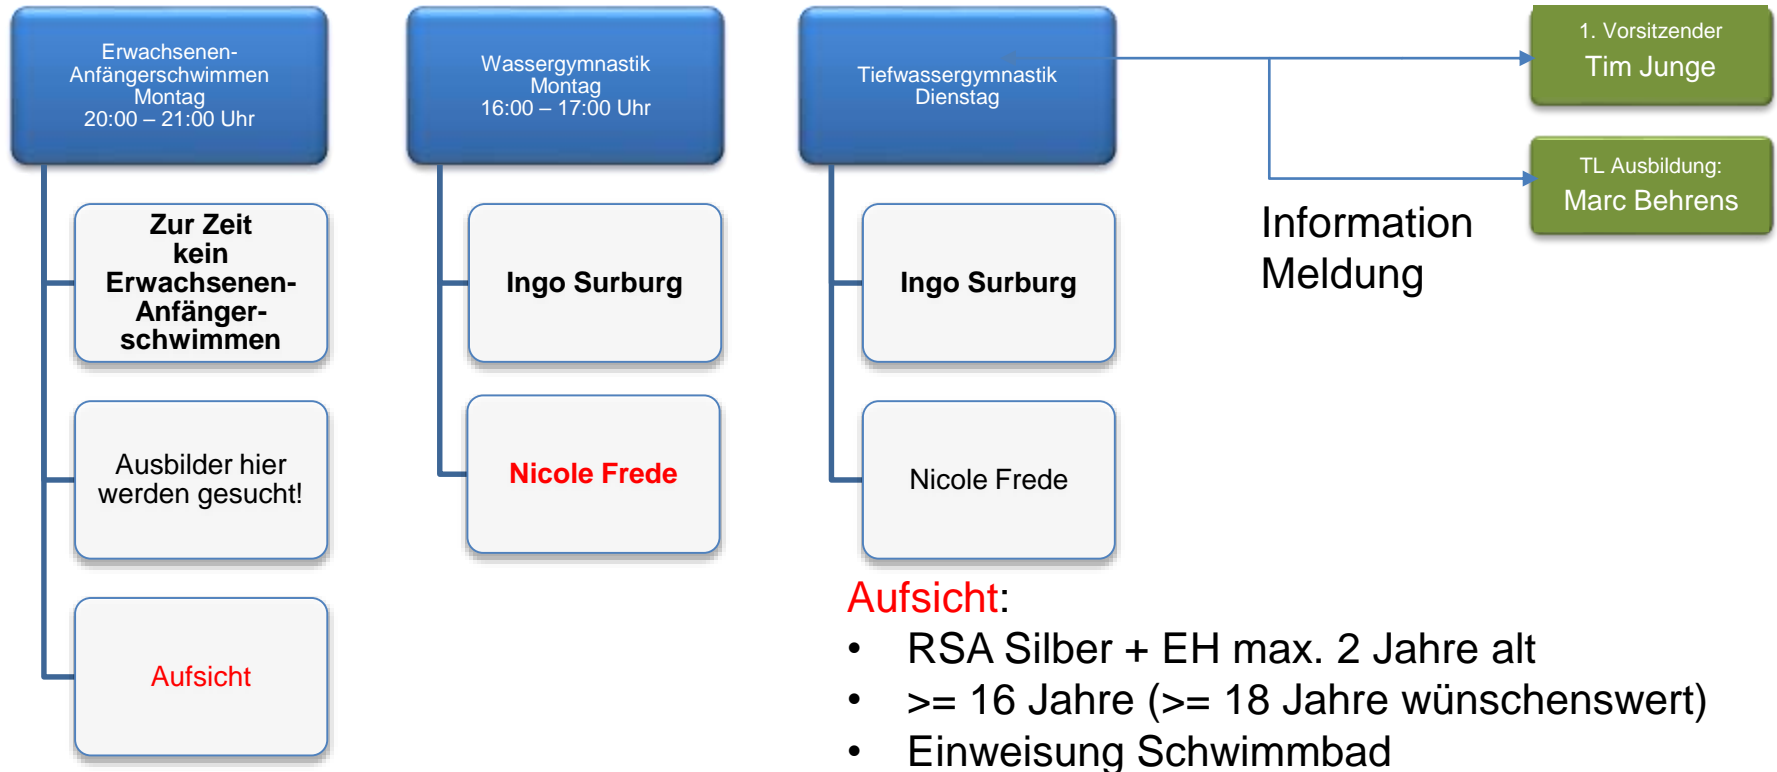 Erwachsenen-
Anfängerschwimmen
Montag
20:00 – 21:00 Uhr
Zur Zeit
kein
Erwachsenen-
Anfänger-
schwimmen
Ausbilder hier
werden gesucht!
Aufsicht
Wassergymnastik
Montag
16:00 – 17:00 Uhr
Ingo Surburg
Nicole Frede
Tiefwassergymnastik
Dienstag
Ingo Surburg
Nicole Frede
1. Vorsitzender
Tim Junge
TL Ausbildung:
Marc Behrens
Information
Meldung
Aufsicht:
• RSA Silber + EH max. 2 Jahre alt
• >= 16 Jahre (>= 18 Jahre wünschenswert)
• Einweisung Schwimmbad